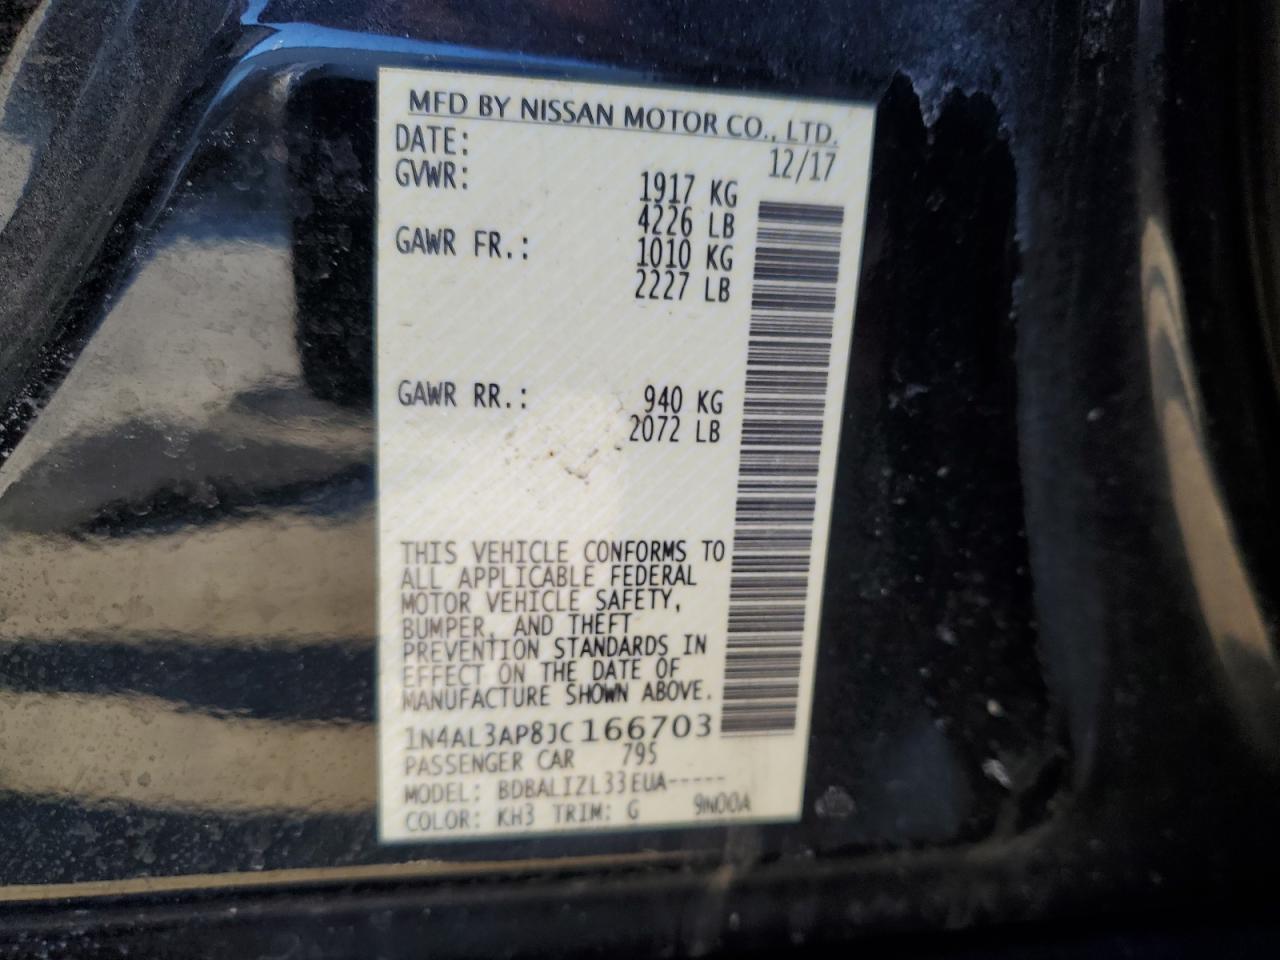 MFD BY NISSAN MOTOR CO., LTD.
DATE: 12/17
GVWR: 1917 KG
4226 LB
GAWR FR.: 1010 KG
2227 LB
GAWR RR.: 940 KG
2072 LB
THIS VEHICLE CONFORMS TO
ALL APPLICABLE FEDERAL
MOTOR VEHICLE SAFETY,
BUMPER, AND THEFT
PREVENTION STANDARDS IN
EFFECT ON THE DATE OF
MANUFACTURE SHOWN ABOVE.
1N4AL3AP8JC166703
PASSENGER CAR 795
MODEL: BDBALIZL33EUA-----
COLOR: KH3 TRIM: G 9N00A